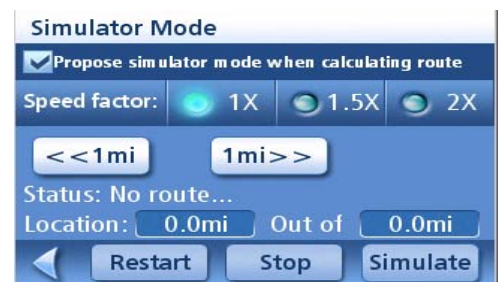 Simulator Mode
Propose simulator mode when calculating route
Speed factor: 1X 1.5X 2X
<<1mi 1mi>>
Status: No route...
Location: 0.0mi Out of 0.0mi
Restart Stop Simulate